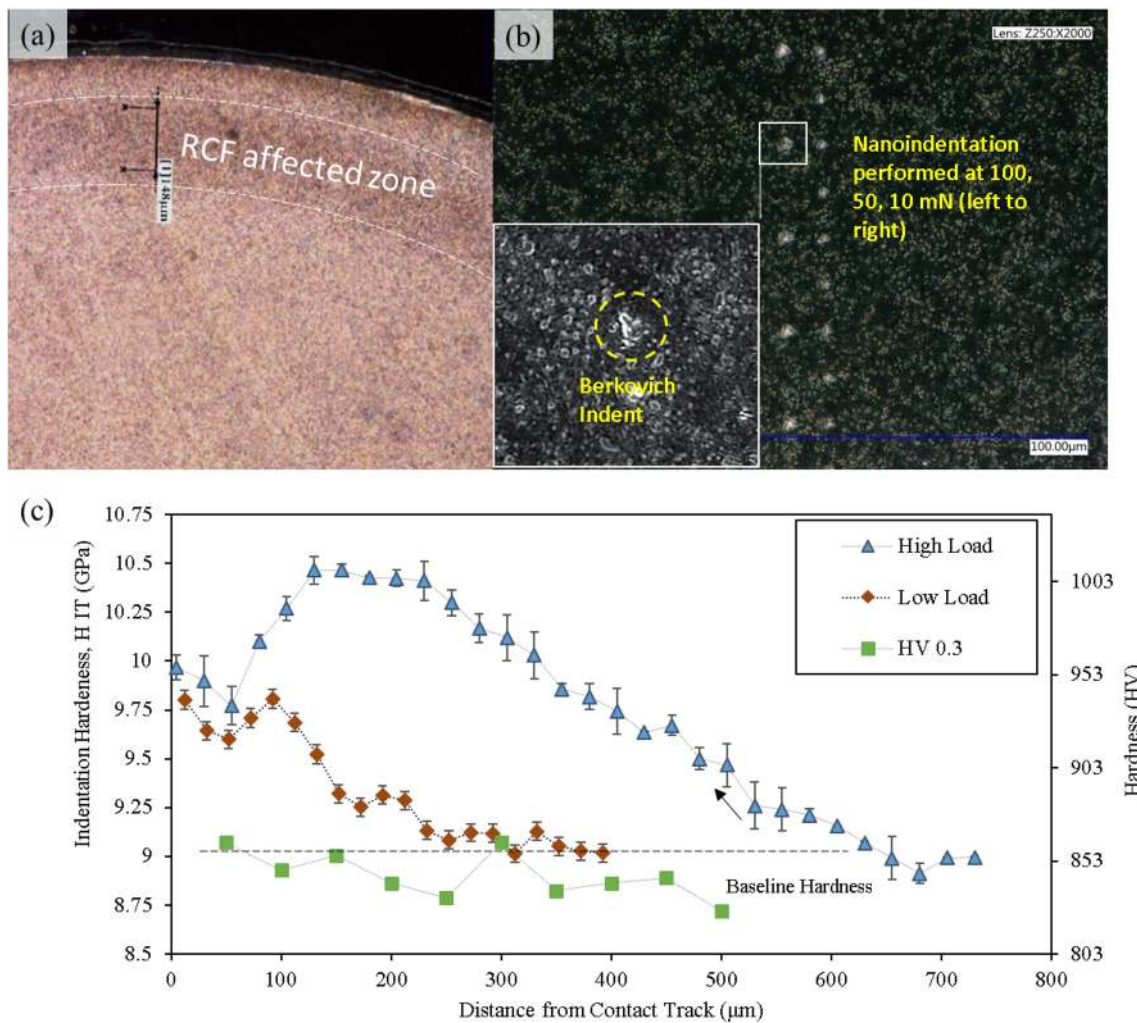 (a)
RCF affected zone
[1]148µm
(b)
Lens: Z250:X2000
Nanoindentation
performed at 100,
50, 10 mN (left to
right)
Berkovich
Indent
100.00µm
(c)
Indentation Hardeness, H IT (GPa)
10.75
10.5
10.25
10
9.75
9.5
9.25
9
8.75
8.5
High Load
Low Load
HV 0.3
Baseline Hardness
1003
953
903
853
803
Hardness (HV)
0
100
200
300
400
500
600
700
800
Distance from Contact Track (µm)